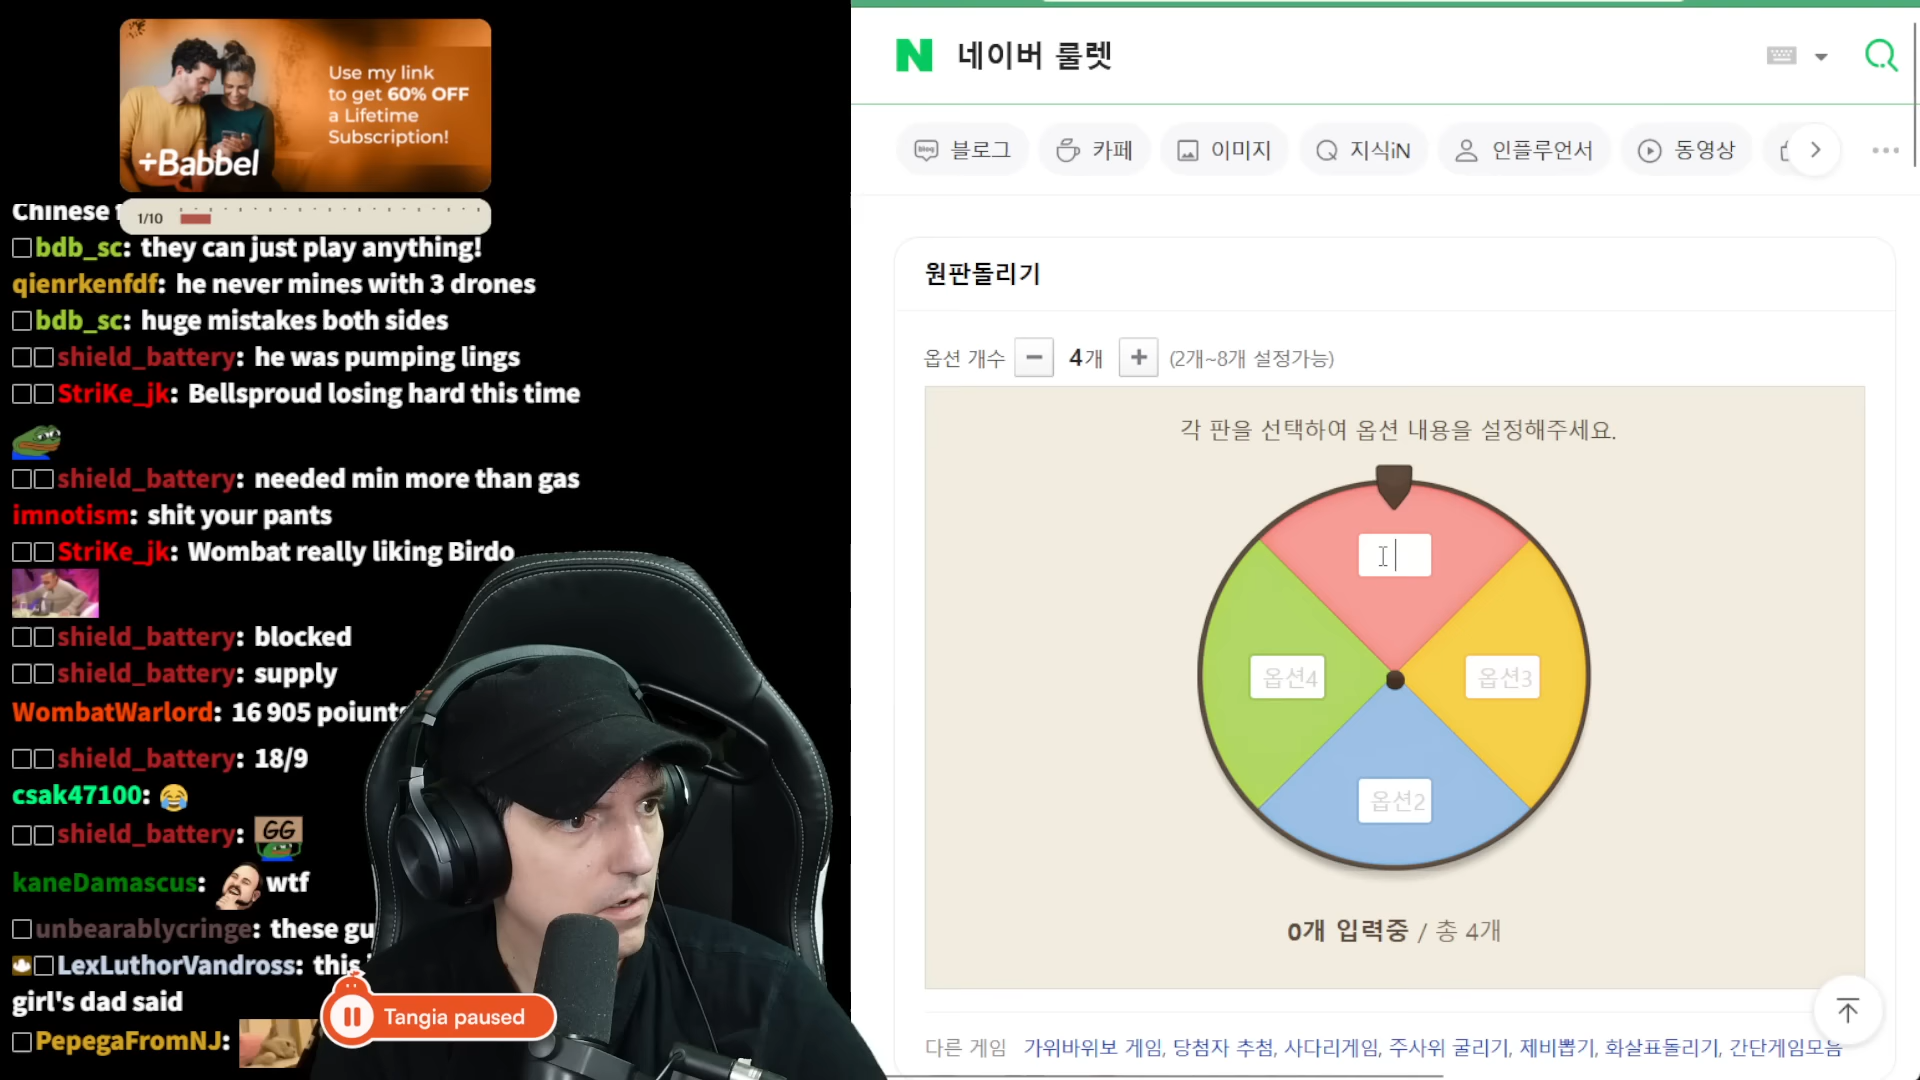 Use my link
to get 60% OFF
a Lifetime
Subscription!
+Babbel
1/10
Chinese
bdb_sc: they can just play anything!
qienrkenfdf: he never mines with 3 drones
bdb_sc: huge mistakes both sides
shield_battery: he was pumping lings
StriKe_jk: Bellsproud losing hard this time
shield_battery: needed min more than gas
imnotism: shit your pants
StriKe_jk: Wombat really liking Birdo
shield_battery: blocked
shield_battery: supply
WombatWarlord: 16 905 poiunts
shield_battery: 18/9
csak47100:
shield_battery: GG
kaneDamascus: wtf
unbearablycringe: these gu
LexLuthorVandross: this
girl's dad said
PepegaFromNJ:
Tangia paused
N 네이버 룰렛
블로그 카페 이미지 지식iN 인플루언서 동영상
원판돌리기
옵션 개수 − 4개 + (2개~8개 설정가능)
각 판을 선택하여 옵션 내용을 설정해주세요.
옵션4 옵션3
옵션2
0개 입력중 / 총 4개
다른 게임 가위바위보 게임, 당첨자 추첨, 사다리게임, 주사위 굴리기, 제비뽑기, 화살표돌리기, 간단게임모음